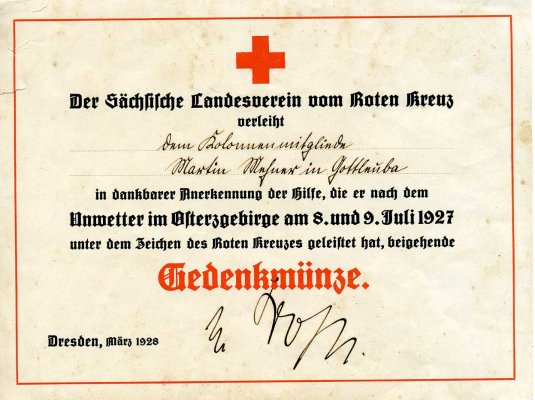 Der Sächsische Landesverein vom Roten Kreuz
verleiht
dem Kolonnenmitgliede
Martin Meßner in Gottleuba
in dankbarer Anerkennung der Hilfe, die er nach dem
Unwetter im Osterzgebirge am 8. und 9. Juli 1927
unter dem Zeichen des Roten Kreuzes geleistet hat, beigehende
Gedenkmünze.
Dresden, März 1928